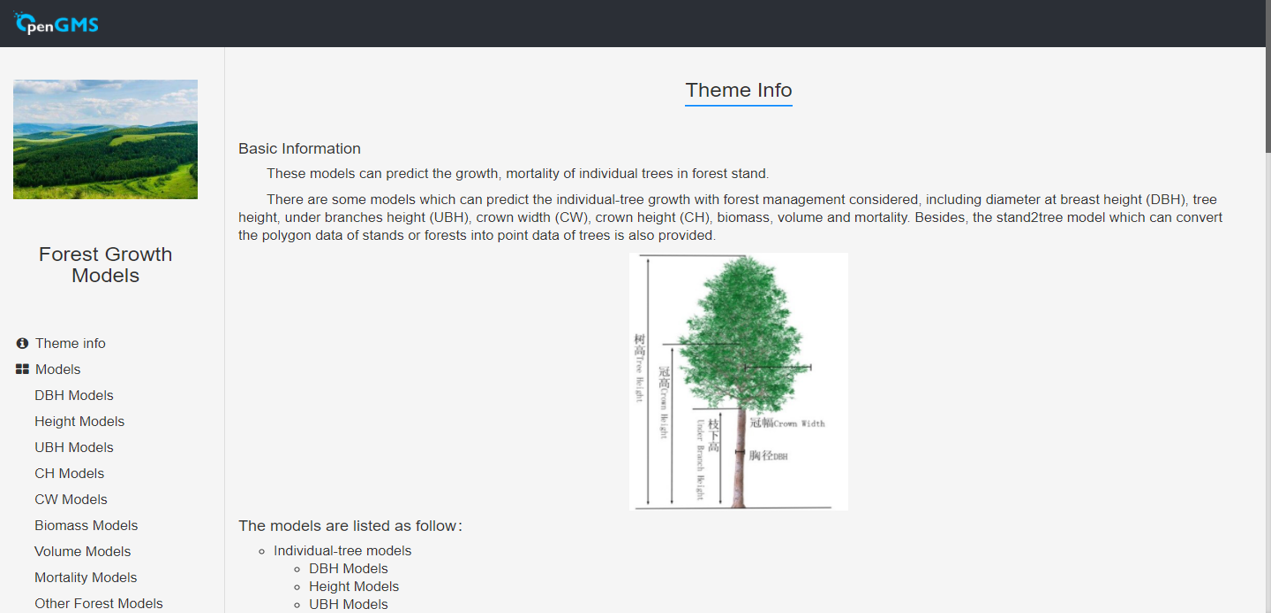 OpenGMS
Forest Growth
Models
Theme info
Models
DBH Models
Height Models
UBH Models
CH Models
CW Models
Biomass Models
Volume Models
Mortality Models
Other Forest Models
Theme Info
Basic Information
These models can predict the growth, mortality of individual trees in forest stand.
There are some models which can predict the individual-tree growth with forest management considered, including diameter at breast height (DBH), tree
height, under branches height (UBH), crown width (CW), crown height (CH), biomass, volume and mortality. Besides, the stand2tree model which can convert
the polygon data of stands or forests into point data of trees is also provided.
树高Tree Height
冠高Crown Height
枝下高
Under Branch Height
冠幅Crown Width
胸径DBH
The models are listed as follow：
Individual-tree models
DBH Models
Height Models
UBH Models